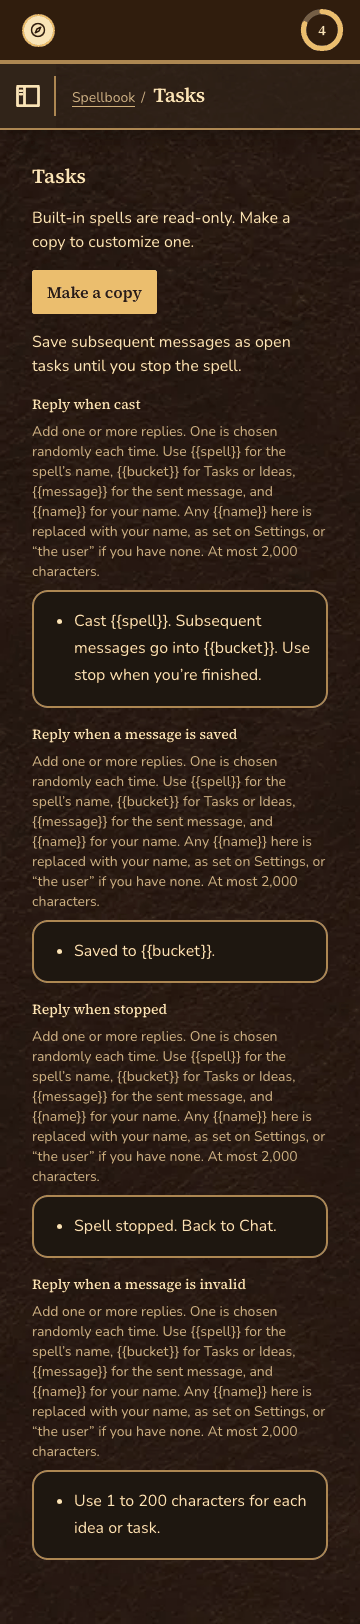 4
Spellbook / Tasks
Tasks
Built-in spells are read-only. Make a
copy to customize one.
Make a copy
Save subsequent messages as open
tasks until you stop the spell.
Reply when cast
Add one or more replies. One is chosen
randomly each time. Use {{spell}} for the
spell’s name, {{bucket}} for Tasks or Ideas,
{{message}} for the sent message, and
{{name}} for your name. Any {{name}} here is
replaced with your name, as set on Settings, or
“the user” if you have none. At most 2,000
characters.
• Cast {{spell}}. Subsequent
messages go into {{bucket}}. Use
stop when you’re finished.
Reply when a message is saved
Add one or more replies. One is chosen
randomly each time. Use {{spell}} for the
spell’s name, {{bucket}} for Tasks or Ideas,
{{message}} for the sent message, and
{{name}} for your name. Any {{name}} here is
replaced with your name, as set on Settings, or
“the user” if you have none. At most 2,000
characters.
• Saved to {{bucket}}.
Reply when stopped
Add one or more replies. One is chosen
randomly each time. Use {{spell}} for the
spell’s name, {{bucket}} for Tasks or Ideas,
{{message}} for the sent message, and
{{name}} for your name. Any {{name}} here is
replaced with your name, as set on Settings, or
“the user” if you have none. At most 2,000
characters.
• Spell stopped. Back to Chat.
Reply when a message is invalid
Add one or more replies. One is chosen
randomly each time. Use {{spell}} for the
spell’s name, {{bucket}} for Tasks or Ideas,
{{message}} for the sent message, and
{{name}} for your name. Any {{name}} here is
replaced with your name, as set on Settings, or
“the user” if you have none. At most 2,000
characters.
• Use 1 to 200 characters for each
idea or task.